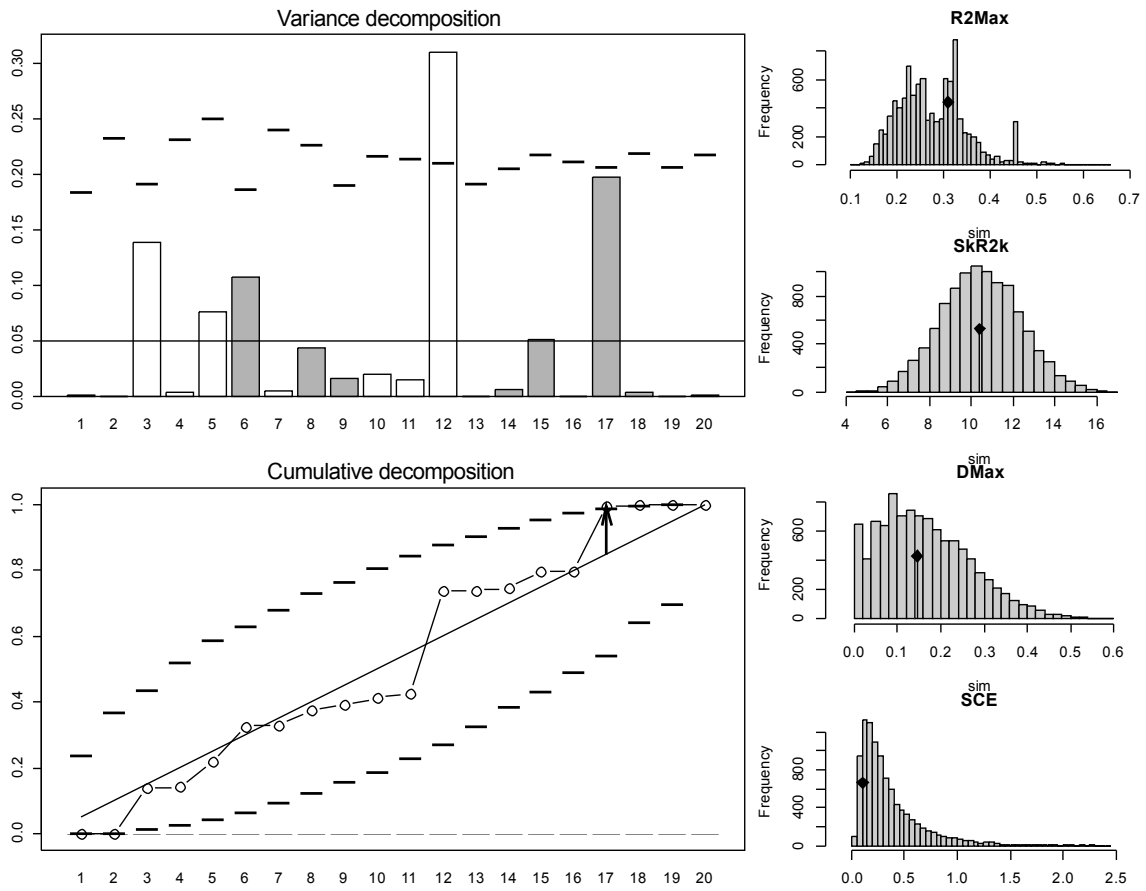 Variance decomposition
0.30
0.25
0.20
0.15
0.10
0.05
0.00
1 2 3 4 5 6 7 8 9 10 11 12 13 14 15 16 17 18 19 20
Cumulative decomposition
1.0
0.8
0.6
0.4
0.2
0.0
1 2 3 4 5 6 7 8 9 10 11 12 13 14 15 16 17 18 19 20
R2Max
Frequency
600
200
0
0.1 0.2 0.3 0.4 0.5 0.6 0.7
sim
SkR2k
Frequency
800
400
0
4 6 8 10 12 14 16
sim
DMax
Frequency
600
200
0
0.0 0.1 0.2 0.3 0.4 0.5 0.6
sim
SCE
Frequency
800
400
0
0.0 0.5 1.0 1.5 2.0 2.5